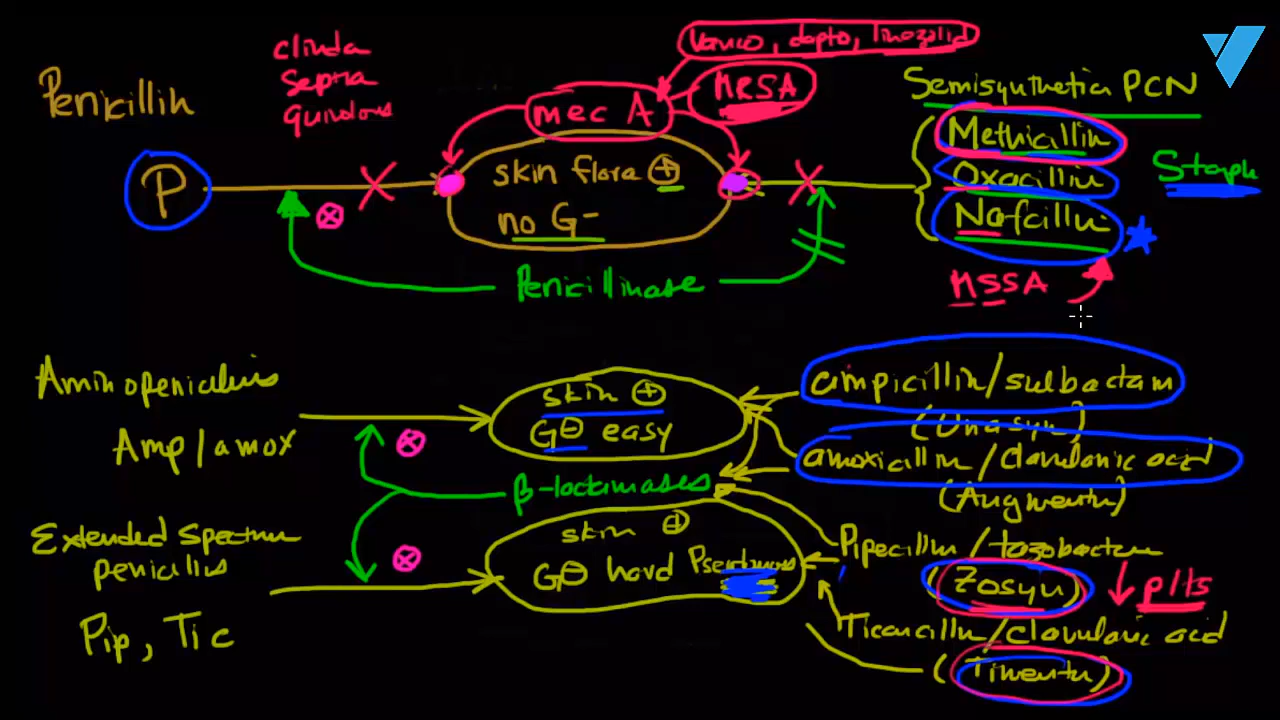 clinda
Septra
quinolones
Penicillin
P
Vanco, dapto, linezolid
MRSA
mec A
skin flora +
no G-
Semisynthetic PCN
Methicillin
Oxacillin
Nafcillin
Staph
MSSA
Penicillinase
Aminopenicillins
Amp/amox
skin +
G- easy
β-lactamases
ampicillin/sulbactam
(Unasyn)
amoxicillin/clavulanic acid
(Augmentin)
Extended Spectrum
penicillins
Pip, Tic
skin +
G- hard Pseudomonas
Pipecillin/tazobactam
(Zosyn)
↓ plts
Ticarcillin/clavulanic acid
(Timentin)